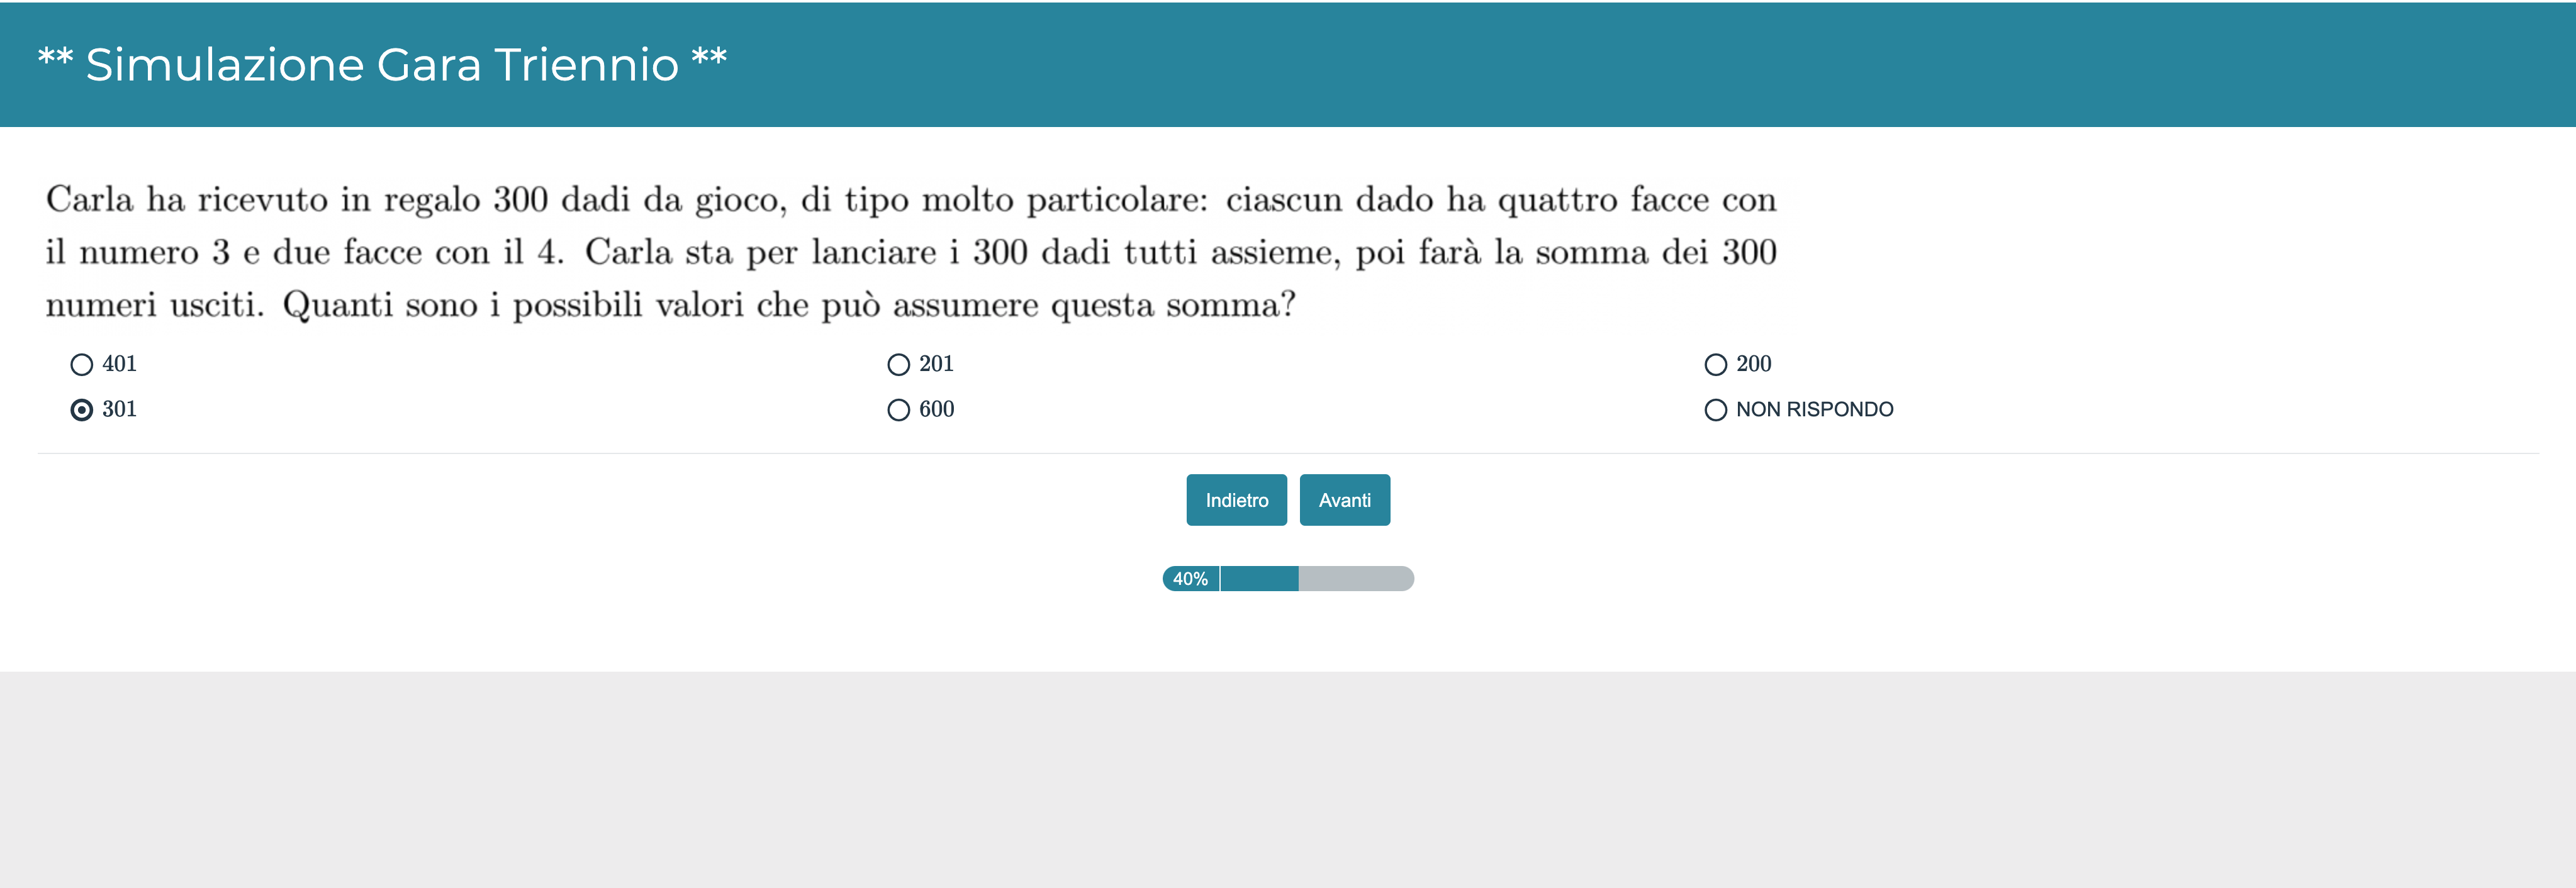 ** Simulazione Gara Triennio **
Carla ha ricevuto in regalo 300 dadi da gioco, di tipo molto particolare: ciascun dado ha quattro facce con
il numero 3 e due facce con il 4. Carla sta per lanciare i 300 dadi tutti assieme, poi farà la somma dei 300
numeri usciti. Quanti sono i possibili valori che può assumere questa somma?
401 201 200
301 600 NON RISPONDO
Indietro Avanti
40%